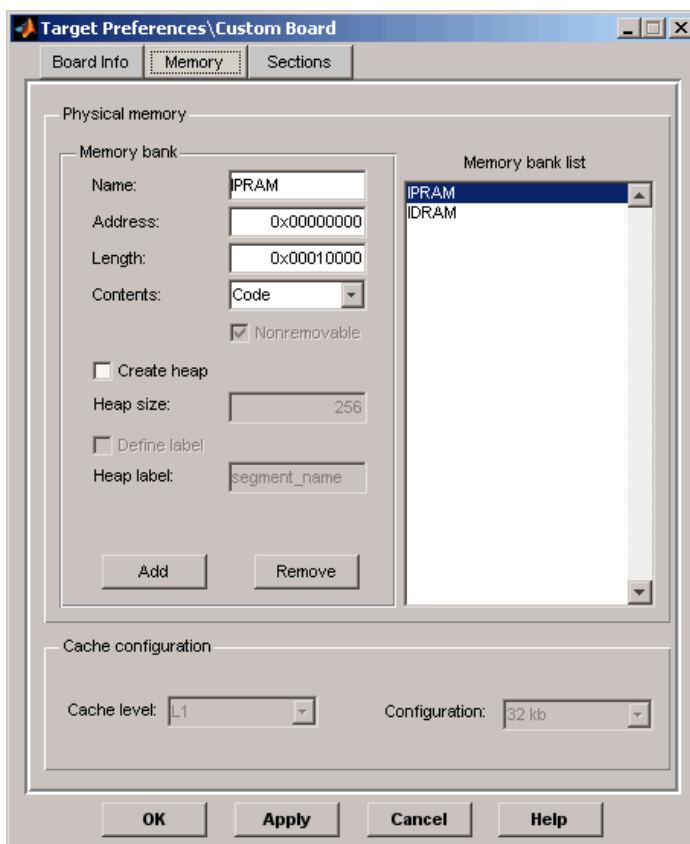 Target Preferences\Custom Board
Board Info Memory Sections
Physical memory
Memory bank
Memory bank list
Name: IPRAM
Address: 0x00000000
Length: 0x00010000
Contents: Code
Nonremovable
Create heap
Heap size: 256
Define label
Heap label: segment_name
Add Remove
IPRAM
IDRAM
Cache configuration
Cache level: L1 Configuration: 32 kb
OK Apply Cancel Help